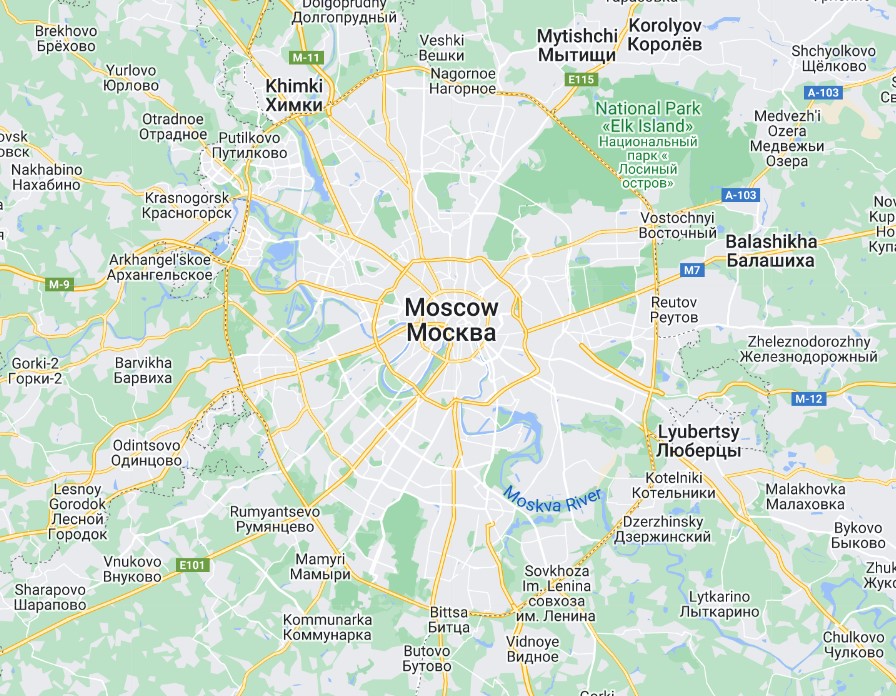 Dolgoprudny
Долгопрудный
Brekhovo
Брёхово
Veshki
Вешки
Mytishchi
Мытищи
Korolyov
Королёв
Shchyolkovo
Щёлково
M-11
Yurlovo
Юрлово
Khimki
Химки
Nagornoe
Нагорное
E115
A-103
National Park
«Elk Island»
Национальный
парк «
Лосиный
остров»
Medvezh'i
Ozera
Медвежьи
Озера
Otradnoe
Отрадное
Putilkovo
Путилково
Nakhabino
Нахабино
Krasnogorsk
Красногорск
A-103
Vostochnyi
Восточный
Balashikha
Балашиха
Arkhangel'skoe
Архангельское
M-9
M7
Moscow
Москва
Reutov
Реутов
Zheleznodorozhny
Железнодорожный
Gorki-2
Горки-2
Barvikha
Барвиха
M-12
Odintsovo
Одинцово
Lyubertsy
Люберцы
Lesnoy
Gorodok
Лесной
Городок
Kotelniki
Котельники
Malakhovka
Малаховка
Moskva River
Rumyantsevo
Румянцево
Dzerzhinsky
Дзержинский
Bykovo
Быково
Vnukovo
Внуково
E101
Mamyri
Мамыри
Sovkhoza
Im. Lenina
совхоза
им. Ленина
Sharapovo
Шарапово
Lytkarino
Лыткарино
Kommunarka
Коммунарка
Bittsa
Битца
Vidnoye
Видное
Chulkovo
Чулково
Butovo
Бутово